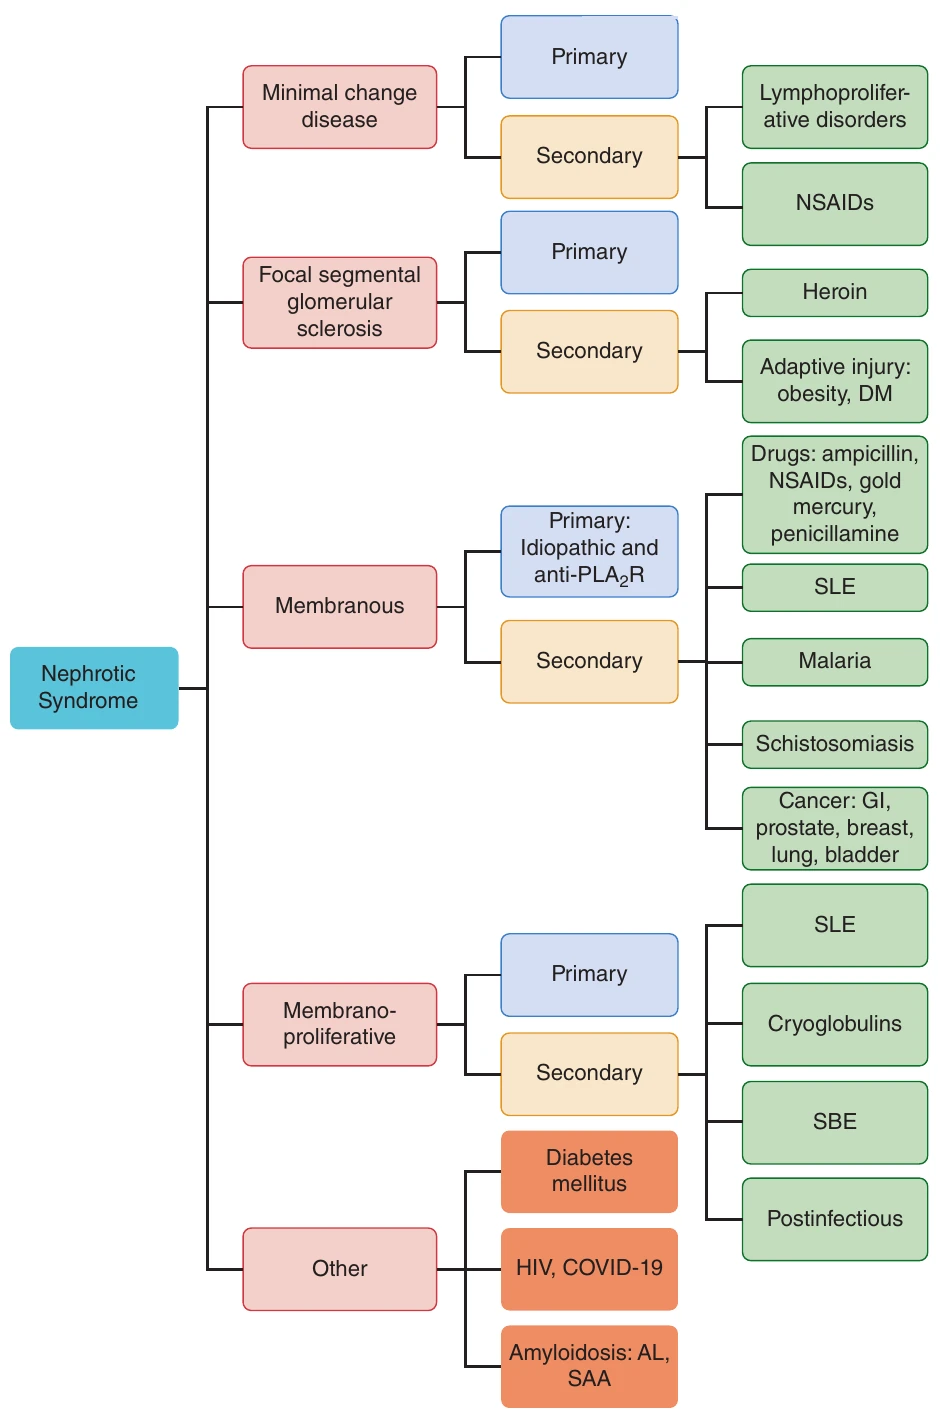 Nephrotic
Syndrome
Minimal change
disease
Primary
Secondary
Lymphoprolifer-
ative disorders
NSAIDs
Focal segmental
glomerular
sclerosis
Primary
Secondary
Heroin
Adaptive injury:
obesity, DM
Membranous
Primary:
Idiopathic and
anti-PLA₂R
Secondary
Drugs: ampicillin,
NSAIDs, gold
mercury,
penicillamine
SLE
Malaria
Schistosomiasis
Cancer: GI,
prostate, breast,
lung, bladder
Membrano-
proliferative
Primary
Secondary
SLE
Cryoglobulins
SBE
Postinfectious
Other
Diabetes
mellitus
HIV, COVID-19
Amyloidosis: AL,
SAA